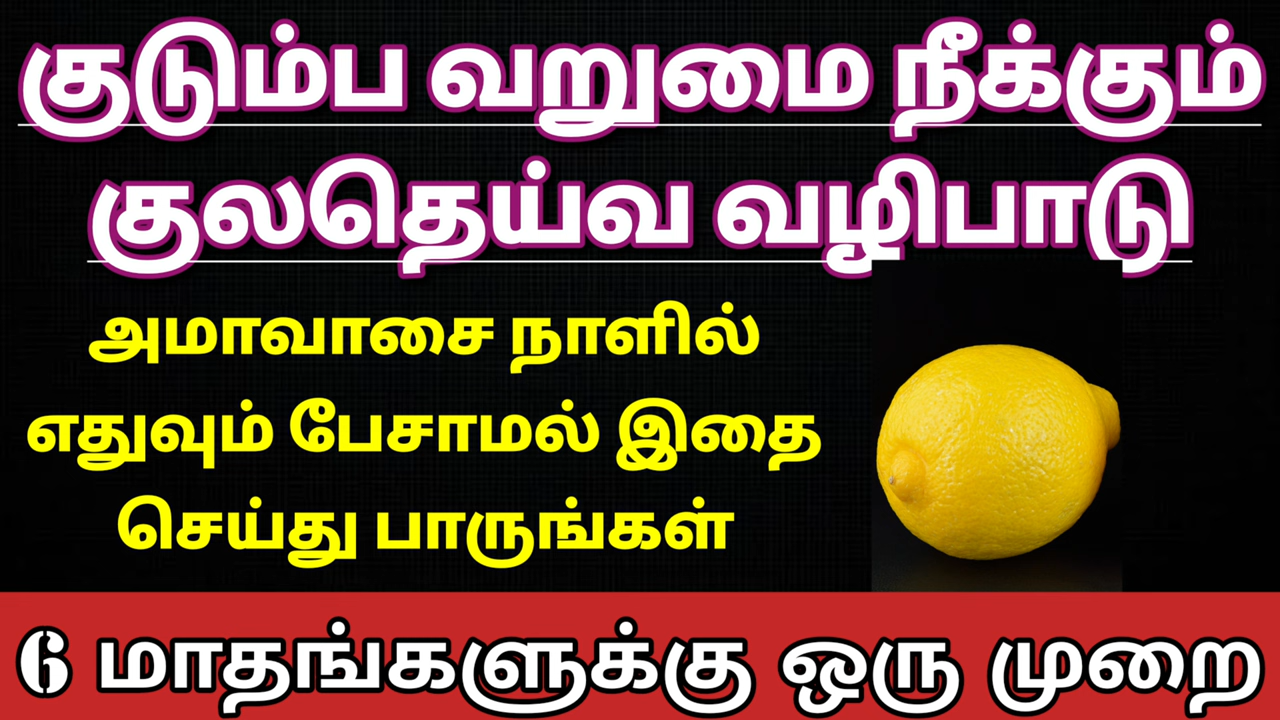 குடும்ப வறுமை நீக்கும்
குலதெய்வ வழிபாடு
அமாவாசை நாளில்
எதுவும் பேசாமல் இதை
செய்து பாருங்கள்
6 மாதங்களுக்கு ஒரு முறை